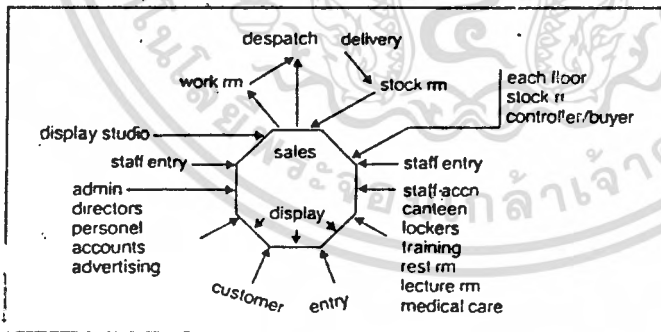 despatch delivery
work rm
stock rm
each floor
stock r
controller/buyer
display studio
sales
staff entry
staff entry
admin
directors
personel
accounts
advertising
display
staff accn
canteen
lockers
training
rest rm
lecture rm
medical care
customer entry